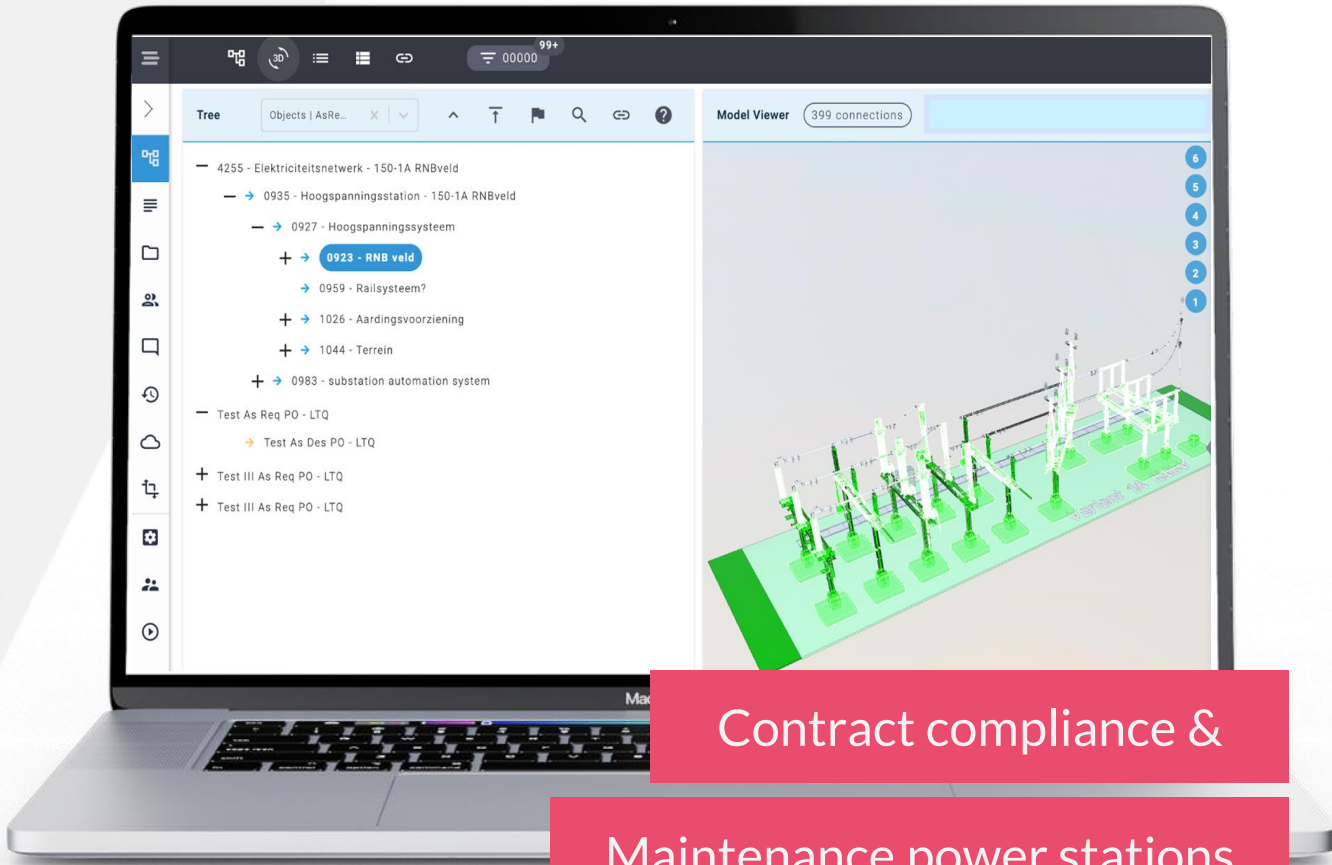 99+
3D
00000
Tree
Objects | AsRe...
Model Viewer
399 connections
4255 - Elektriciteitsnetwerk - 150-1A RNBveld
0935 - Hoogspanningsstation - 150-1A RNBveld
0927 - Hoogspanningssysteem
0923 - RNB veld
0959 - Railsysteem?
1026 - Aardingsvoorziening
1044 - Terrein
0983 - substation automation system
Test As Req PO - LTQ
Test As Des PO - LTQ
Test III As Req PO - LTQ
Test III As Req PO - LTQ
6
5
4
3
2
1
Contract compliance &
Maintenance power stations